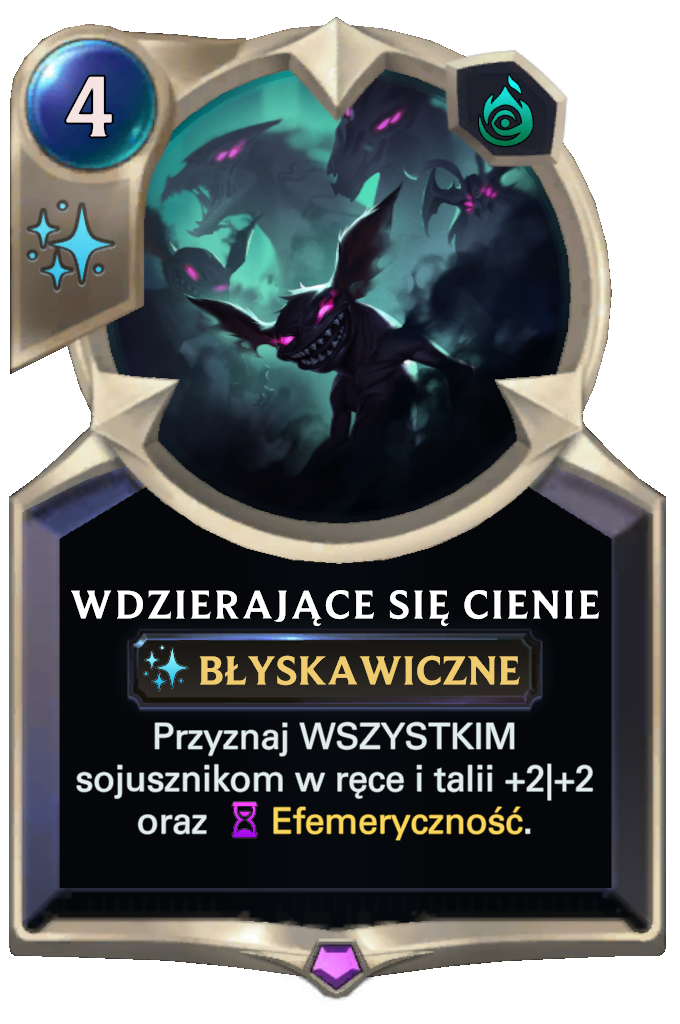 4
WDZIERAJĄCE SIĘ CIENIE
BŁYSKAWICZNE
Przyznaj WSZYSTKIM
sojusznikom w ręce i talii +2|+2
oraz Efemeryczność.